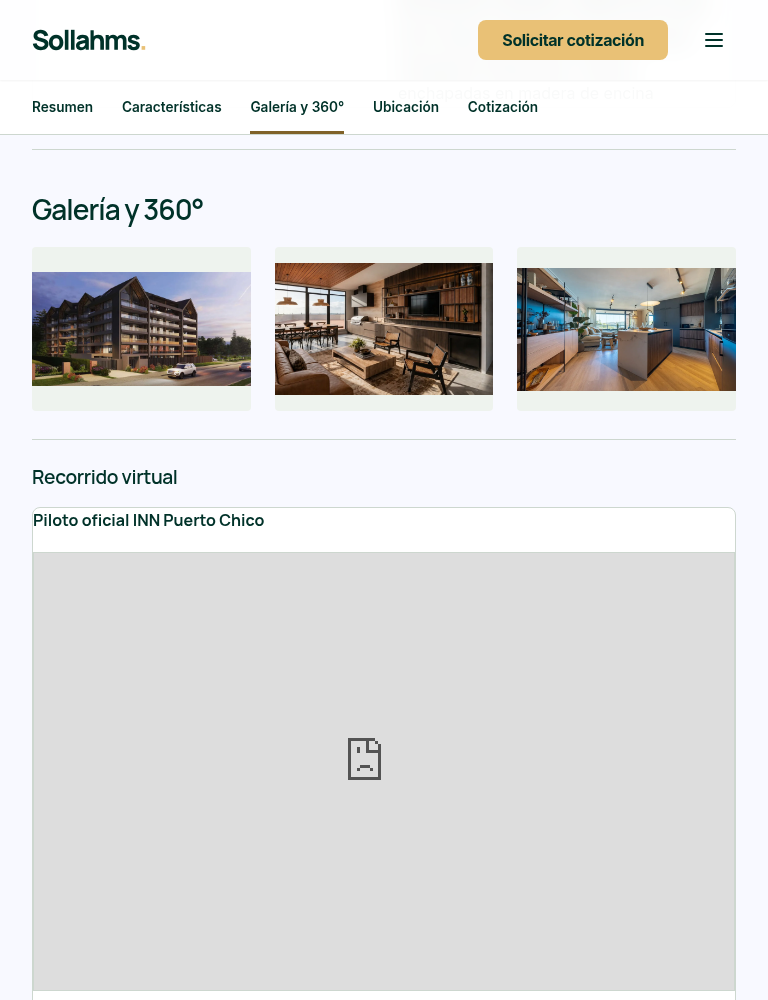 Sollahms.
Solicitar cotización
Resumen
Características
Galería y 360°
Ubicación
Cotización
Galería y 360°
Recorrido virtual
Piloto oficial INN Puerto Chico